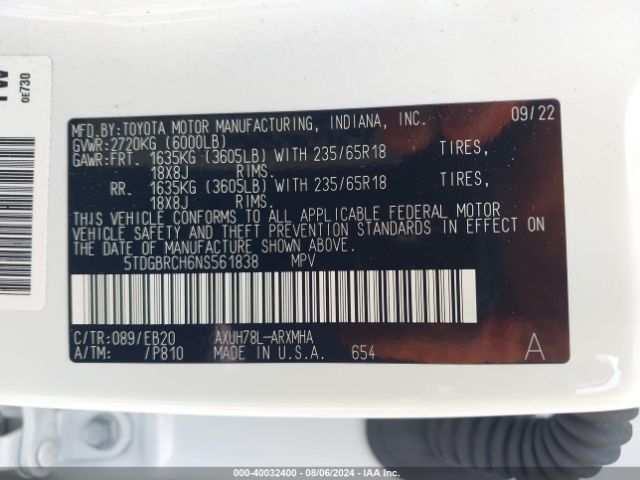 0E730
MFD.BY:TOYOTA MOTOR MANUFACTURING, INDIANA, INC. 09/22
GVWR:2720KG (6000LB)
GAWR:FRT. 1635KG (3605LB) WITH 235/65R18 TIRES,
18X8J RIMS.
RR. 1635KG (3605LB) WITH 235/65R18 TIRES,
18X8J RIMS.
THIS VEHICLE CONFORMS TO ALL APPLICABLE FEDERAL MOTOR
VEHICLE SAFETY AND THEFT PREVENTION STANDARDS IN EFFECT ON
THE DATE OF MANUFACTURE SHOWN ABOVE.
5TDGBRCH6NS561838 MPV
C/TR:089/EB20 AXUH78L-ARXMHA
A/TM: /P810 MADE IN U.S.A. 654 A
000-40032400 - 08/06/2024 - IAA Inc.